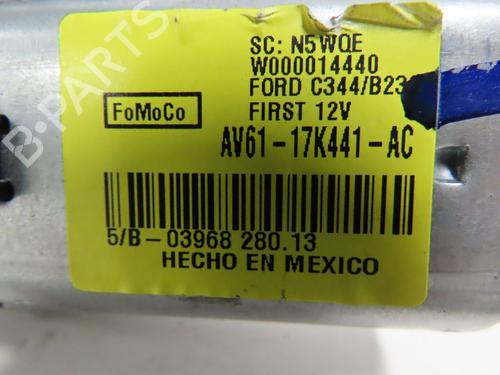 SC: N5WQE
W000014440
FORD C344/B23
FoMoCo
FIRST 12V
AV61-17K441-AC
5/B-03968 280.13
HECHO EN MEXICO
B-PARTS